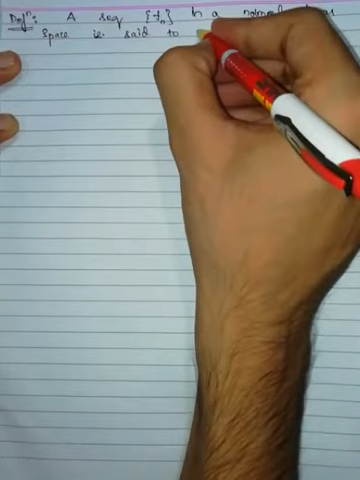 Defⁿ: A seq {fₙ} in a normed
Space is said to